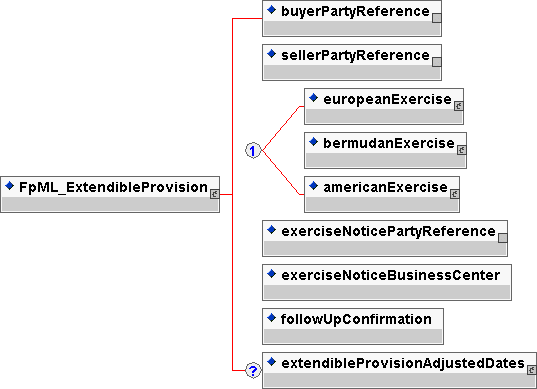 buyerPartyReference
sellerPartyReference
europeanExercise
1
bermudanExercise
FpML_ExtendibleProvision
americanExercise
exerciseNoticePartyReference
exerciseNoticeBusinessCenter
followUpConfirmation
?
extendibleProvisionAdjustedDates